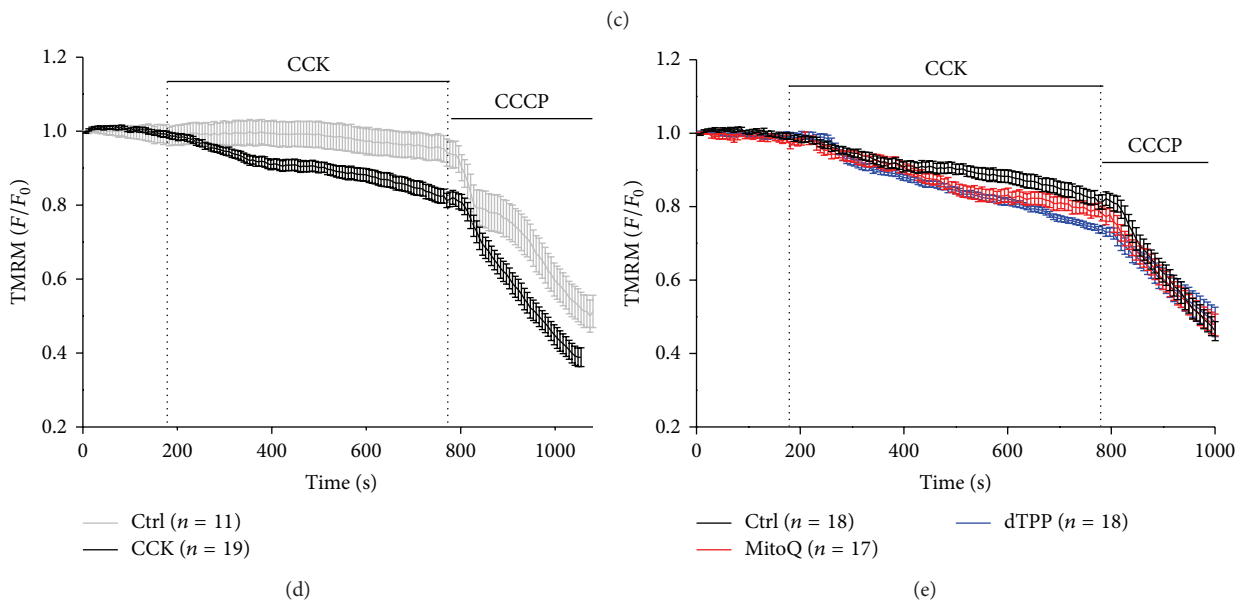 (c)
1.2
1.0
0.8
0.6
0.4
0.2
TMRM (F/F0)
CCK
CCCP
0
200
400
600
800
1000
Time (s)
Ctrl (n = 11)
CCK (n = 19)
(d)
1.2
1.0
0.8
0.6
0.4
0.2
TMRM (F/F0)
CCK
CCCP
0
200
400
600
800
1000
Time (s)
Ctrl (n = 18)
MitoQ (n = 17)
dTPP (n = 18)
(e)